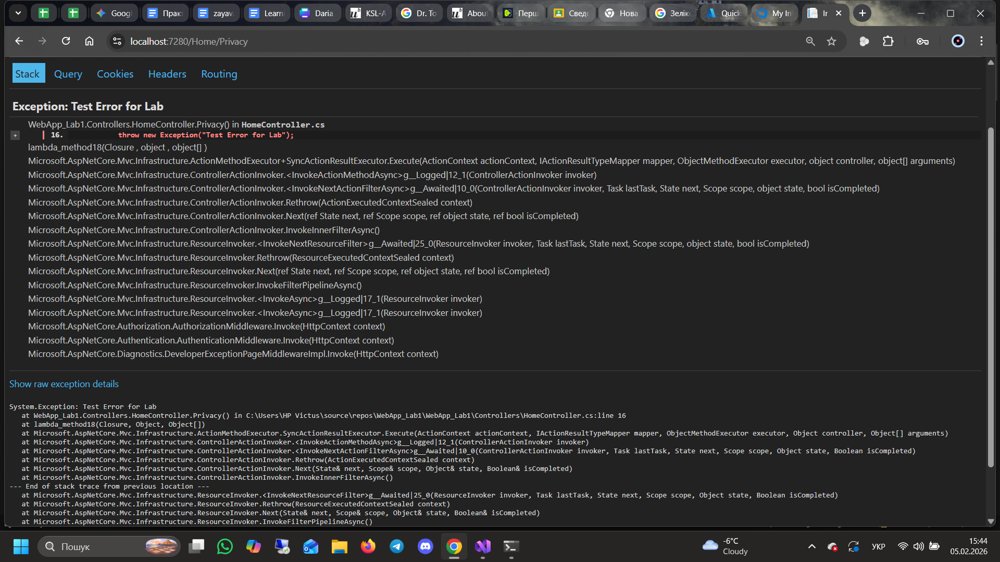 Googl
Практ
zayava
Learni
Daria
KSL-A
Dr. To
About
Перш
Сведе
Нова
Зеліко
Quick
My In
Ir
localhost:7280/Home/Privacy
Stack
Query
Cookies
Headers
Routing
Exception: Test Error for Lab
WebApp_Lab1.Controllers.HomeController.Privacy() in HomeController.cs
+ 16. throw new Exception("Test Error for Lab");
lambda_method18(Closure , object , object[] )
Microsoft.AspNetCore.Mvc.Infrastructure.ActionMethodExecutor+SyncActionResultExecutor.Execute(ActionContext actionContext, IActionResultTypeMapper mapper, ObjectMethodExecutor executor, object controller, object[] arguments)
Microsoft.AspNetCore.Mvc.Infrastructure.ControllerActionInvoker.<InvokeActionMethodAsync>g__Logged|12_1(ControllerActionInvoker invoker)
Microsoft.AspNetCore.Mvc.Infrastructure.ControllerActionInvoker.<InvokeNextActionFilterAsync>g__Awaited|10_0(ControllerActionInvoker invoker, Task lastTask, State next, Scope scope, object state, bool isCompleted)
Microsoft.AspNetCore.Mvc.Infrastructure.ControllerActionInvoker.Rethrow(ActionExecutedContextSealed context)
Microsoft.AspNetCore.Mvc.Infrastructure.ControllerActionInvoker.Next(ref State next, ref Scope scope, ref object state, ref bool isCompleted)
Microsoft.AspNetCore.Mvc.Infrastructure.ControllerActionInvoker.InvokeInnerFilterAsync()
Microsoft.AspNetCore.Mvc.Infrastructure.ResourceInvoker.<InvokeNextResourceFilter>g__Awaited|25_0(ResourceInvoker invoker, Task lastTask, State next, Scope scope, object state, bool isCompleted)
Microsoft.AspNetCore.Mvc.Infrastructure.ResourceInvoker.Rethrow(ResourceExecutedContextSealed context)
Microsoft.AspNetCore.Mvc.Infrastructure.ResourceInvoker.Next(ref State next, ref Scope scope, ref object state, ref bool isCompleted)
Microsoft.AspNetCore.Mvc.Infrastructure.ResourceInvoker.InvokeFilterPipelineAsync()
Microsoft.AspNetCore.Mvc.Infrastructure.ResourceInvoker.<InvokeAsync>g__Logged|17_1(ResourceInvoker invoker)
Microsoft.AspNetCore.Mvc.Infrastructure.ResourceInvoker.<InvokeAsync>g__Logged|17_1(ResourceInvoker invoker)
Microsoft.AspNetCore.Authorization.AuthorizationMiddleware.Invoke(HttpContext context)
Microsoft.AspNetCore.Authentication.AuthenticationMiddleware.Invoke(HttpContext context)
Microsoft.AspNetCore.Diagnostics.DeveloperExceptionPageMiddlewareImpl.Invoke(HttpContext context)
Show raw exception details
System.Exception: Test Error for Lab
at WebApp_Lab1.Controllers.HomeController.Privacy() in C:\Users\HP Victus\source\repos\WebApp_Lab1\WebApp_Lab1\Controllers\HomeController.cs:line 16
at lambda_method18(Closure, Object, Object[])
at Microsoft.AspNetCore.Mvc.Infrastructure.ActionMethodExecutor.SyncActionResultExecutor.Execute(ActionContext actionContext, IActionResultTypeMapper mapper, ObjectMethodExecutor executor, Object controller, Object[] arguments)
at Microsoft.AspNetCore.Mvc.Infrastructure.ControllerActionInvoker.<InvokeActionMethodAsync>g__Logged|12_1(ControllerActionInvoker invoker)
at Microsoft.AspNetCore.Mvc.Infrastructure.ControllerActionInvoker.<InvokeNextActionFilterAsync>g__Awaited|10_0(ControllerActionInvoker invoker, Task lastTask, State next, Scope scope, Object state, Boolean isCompleted)
at Microsoft.AspNetCore.Mvc.Infrastructure.ControllerActionInvoker.Rethrow(ActionExecutedContextSealed context)
at Microsoft.AspNetCore.Mvc.Infrastructure.ControllerActionInvoker.Next(State& next, Scope& scope, Object& state, Boolean& isCompleted)
at Microsoft.AspNetCore.Mvc.Infrastructure.ControllerActionInvoker.InvokeInnerFilterAsync()
--- End of stack trace from previous location ---
at Microsoft.AspNetCore.Mvc.Infrastructure.ResourceInvoker.<InvokeNextResourceFilter>g__Awaited|25_0(ResourceInvoker invoker, Task lastTask, State next, Scope scope, Object state, Boolean isCompleted)
at Microsoft.AspNetCore.Mvc.Infrastructure.ResourceInvoker.Rethrow(ResourceExecutedContextSealed context)
at Microsoft.AspNetCore.Mvc.Infrastructure.ResourceInvoker.Next(State& next, Scope& scope, Object& state, Boolean& isCompleted)
at Microsoft.AspNetCore.Mvc.Infrastructure.ResourceInvoker.InvokeFilterPipelineAsync()
Пошук
-6°C
Cloudy
УКР
15:44
05.02.2026